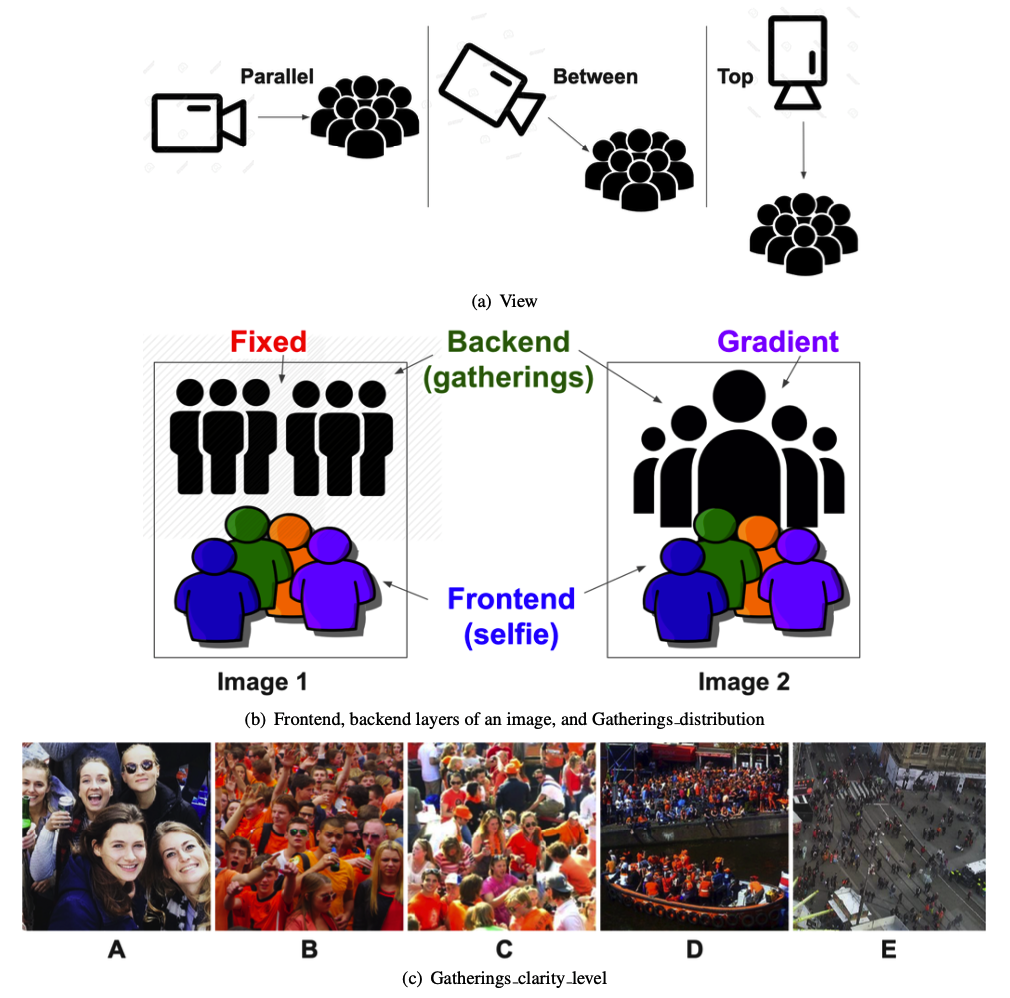 Parallel
Between
Top
(a) View
Fixed
Backend
(gatherings)
Gradient
Frontend
(selfie)
Image 1
Image 2
(b) Frontend, backend layers of an image, and Gatherings_distribution
A
B
C
D
E
(c) Gatherings_clarity_level